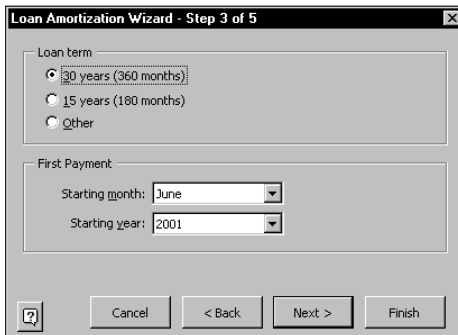 Loan Amortization Wizard - Step 3 of 5
Loan term
30 years (360 months)
15 years (180 months)
Other
First Payment
Starting month: June
Starting year: 2001
? Cancel < Back Next > Finish